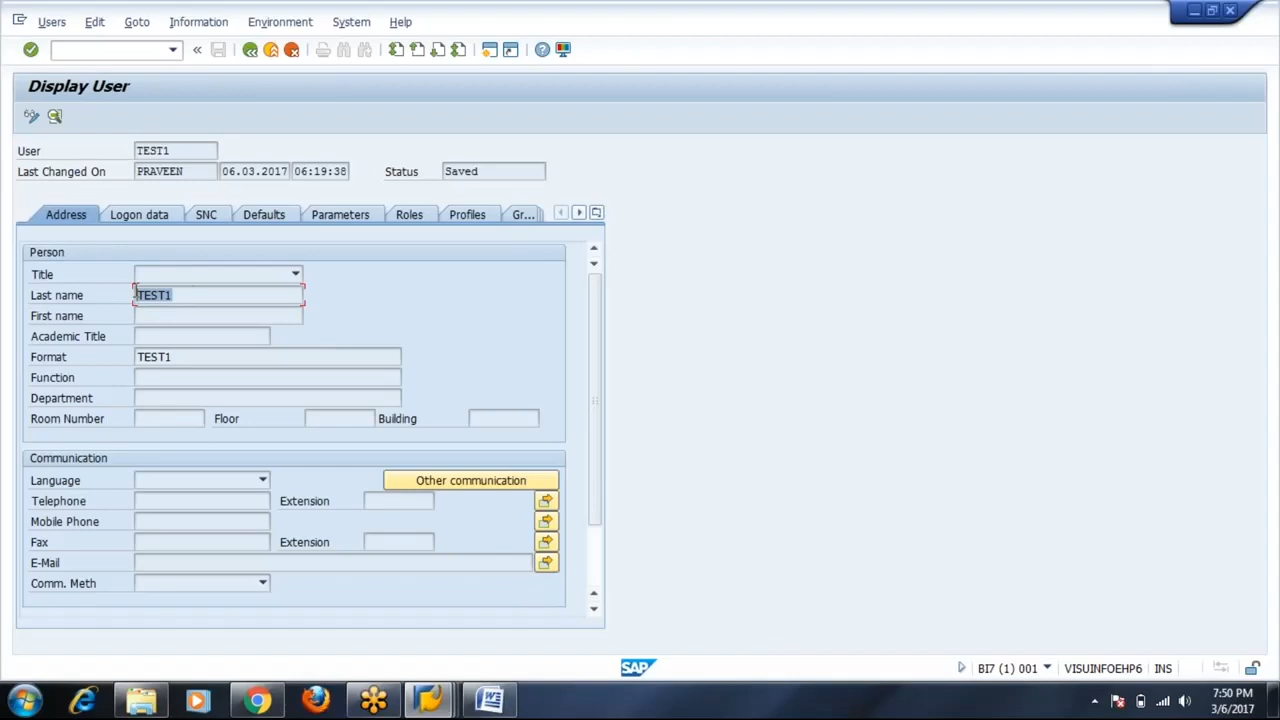 Users Edit Goto Information Environment System Help
Display User
User TEST1
Last Changed On PRAVEEN 06.03.2017 06:19:38 Status Saved
Address Logon data SNC Defaults Parameters Roles Profiles Gr...
Person
Title
Last name TEST1
First name
Academic Title
Format TEST1
Function
Department
Room Number Floor Building
Communication
Language Other communication
Telephone Extension
Mobile Phone
Fax Extension
E-Mail
Comm. Meth
SAP BI7 (1) 001 VISUINFOEHP6 INS
7:50 PM
3/6/2017